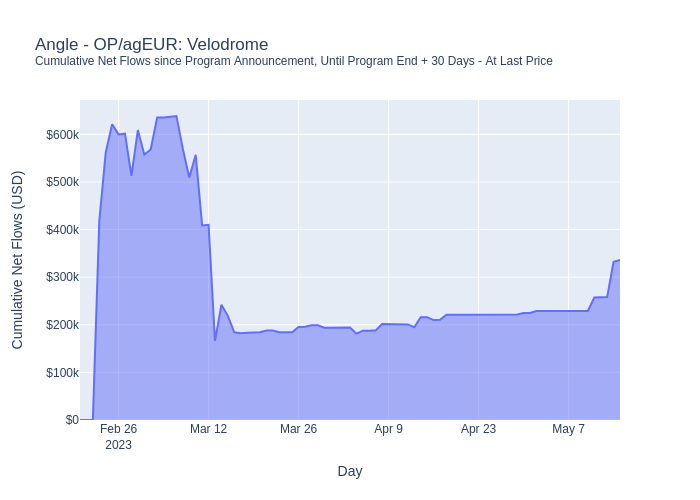 Angle - OP/agEUR: Velodrome
Cumulative Net Flows since Program Announcement, Until Program End + 30 Days - At Last Price
Cumulative Net Flows (USD)
$600k
$500k
$400k
$300k
$200k
$100k
$0
Feb 26
2023
Mar 12
Mar 26
Apr 9
Apr 23
May 7
Day